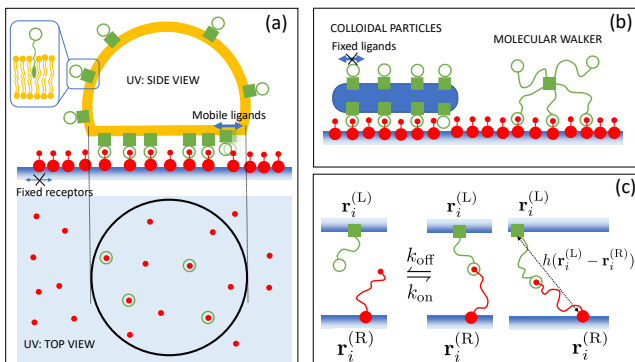 (a)
UV: SIDE VIEW
Mobile ligands
Fixed receptors
UV: TOP VIEW
(b)
COLLOIDAL PARTICLES
Fixed ligands
MOLECULAR WALKER
(c)
r_i^(L) r_i^(L) r_i^(L)
k_off
k_on
h(r_i^(L) − r_i^(R))
r_i^(R) r_i^(R) r_i^(R)